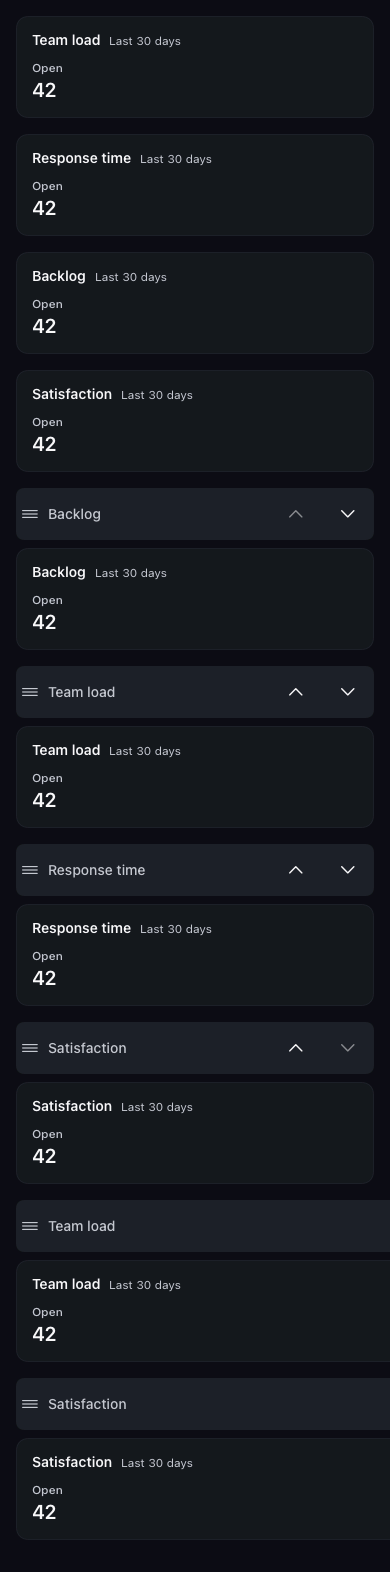 Team load Last 30 days
Open
42
Response time Last 30 days
Open
42
Backlog Last 30 days
Open
42
Satisfaction Last 30 days
Open
42
Backlog
Backlog Last 30 days
Open
42
Team load
Team load Last 30 days
Open
42
Response time
Response time Last 30 days
Open
42
Satisfaction
Satisfaction Last 30 days
Open
42
Team load
Team load Last 30 days
Open
42
Satisfaction
Satisfaction Last 30 days
Open
42